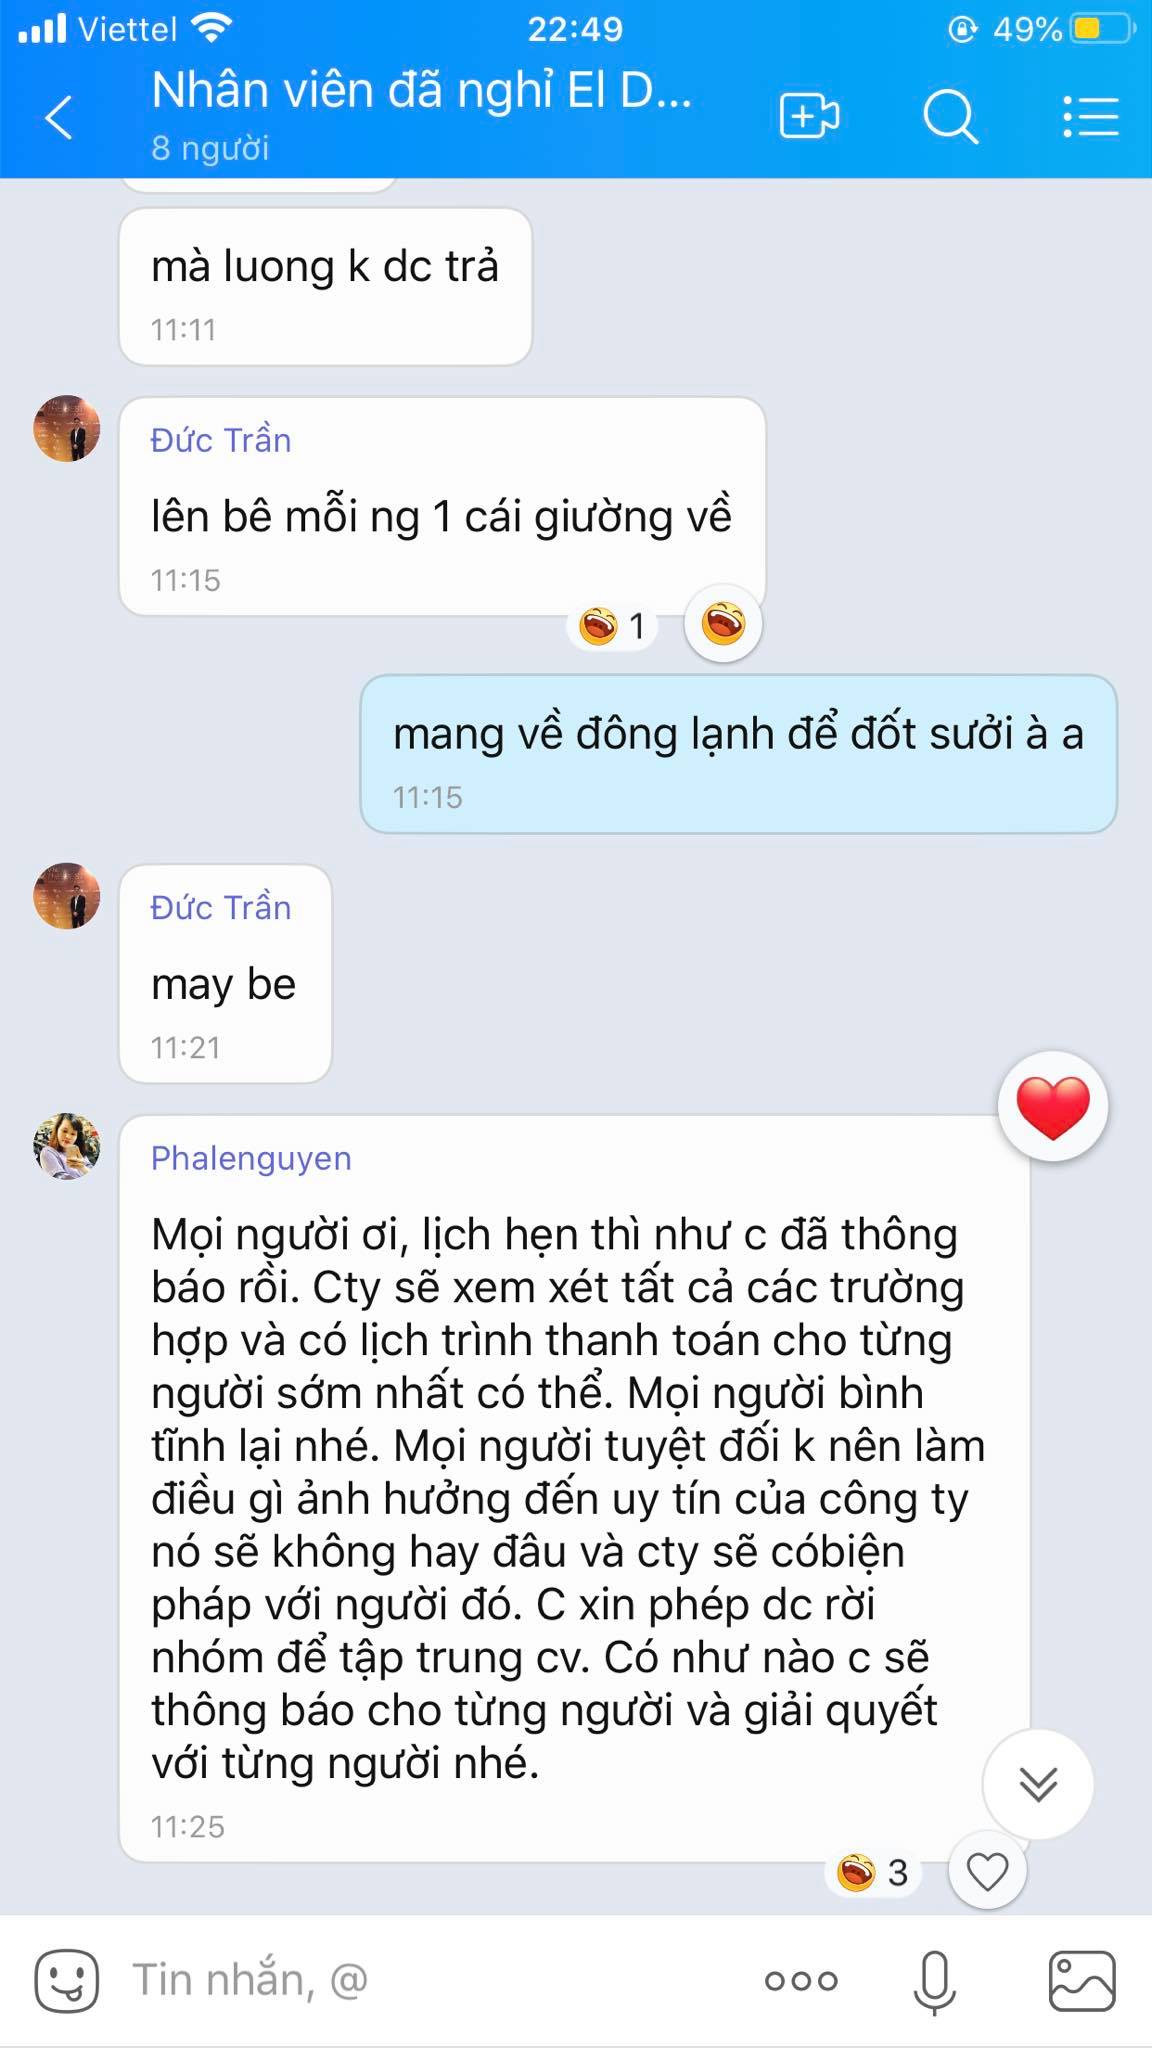 Viettel 22:49 49%
Nhân viên đã nghỉ El D...
8 người
mà luong k dc trả
11:11
Đức Trần
lên bê mỗi ng 1 cái giường về
11:15
1
mang về đông lạnh để đốt sưởi à a
11:15
Đức Trần
may be
11:21
Phalenguyen
Mọi người ơi, lịch hẹn thì như c đã thông
báo rồi. Cty sẽ xem xét tất cả các trường
hợp và có lịch trình thanh toán cho từng
người sớm nhất có thể. Mọi người bình
tĩnh lại nhé. Mọi người tuyệt đối k nên làm
điều gì ảnh hưởng đến uy tín của công ty
nó sẽ không hay đâu và cty sẽ cóbiện
pháp với người đó. C xin phép dc rời
nhóm để tập trung cv. Có như nào c sẽ
thông báo cho từng người và giải quyết
với từng người nhé.
11:25
3
Tin nhắn, @